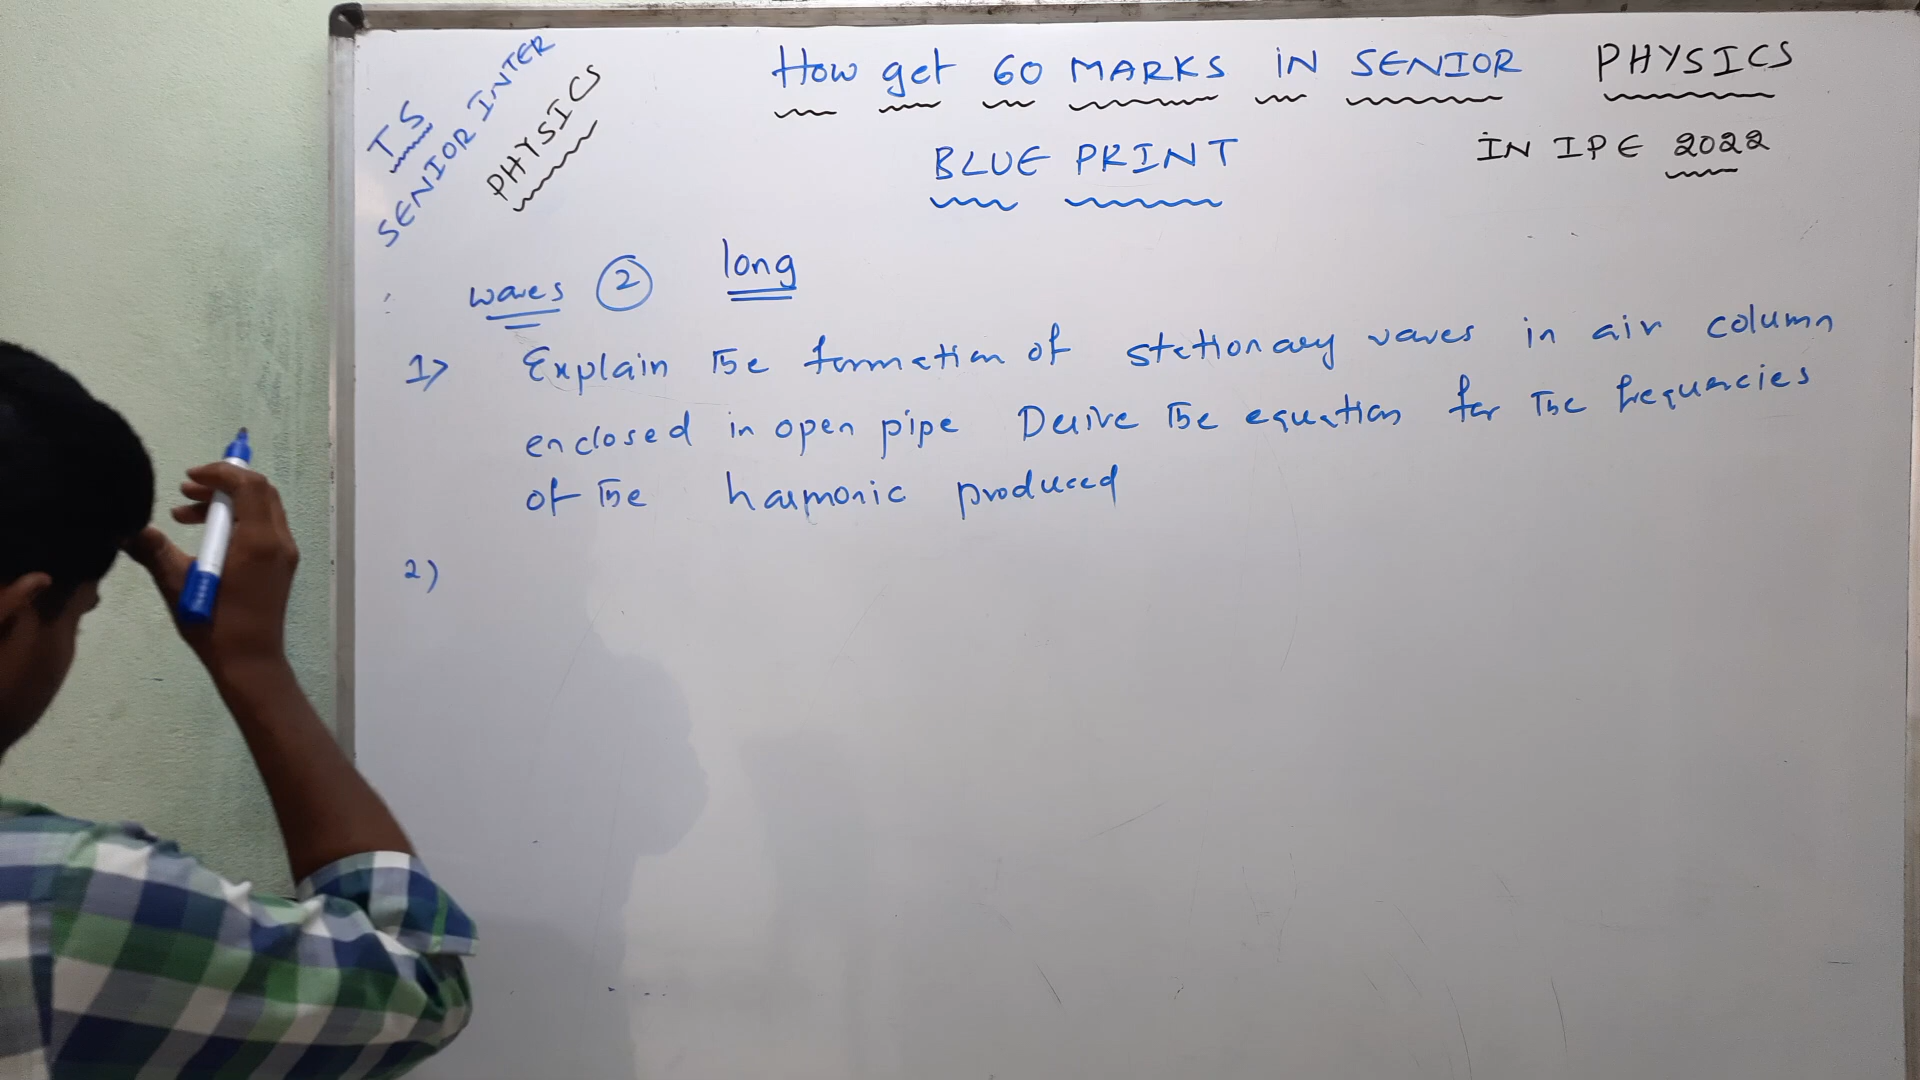 TS
SENIOR INTER
PHYSICS
How get 60 MARKS IN SENIOR PHYSICS
BLUE PRINT
IN IPE 2022
waves 2 long
1) Explain The formation of stationary waves in air column
enclosed in open pipe Derive The equation for The frequencies
of The harmonic produced
2)